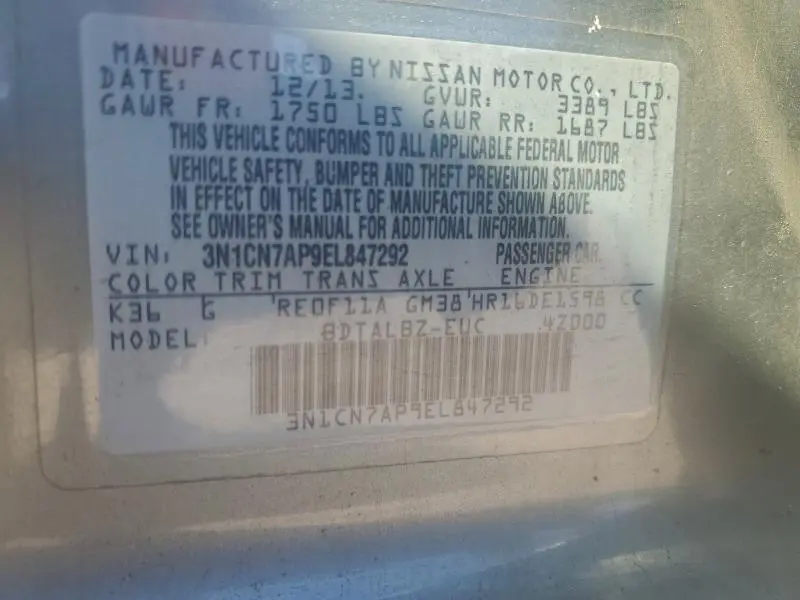 MANUFACTURED BY NISSAN MOTOR CO., LTD.
DATE: 12/13. GVWR: 3389 LBS
GAWR FR: 1750 LBS GAWR RR: 1687 LBS
THIS VEHICLE CONFORMS TO ALL APPLICABLE FEDERAL MOTOR
VEHICLE SAFETY, BUMPER AND THEFT PREVENTION STANDARDS
IN EFFECT ON THE DATE OF MANUFACTURE SHOWN ABOVE.
SEE OWNER'S MANUAL FOR ADDITIONAL INFORMATION.
VIN: 3N1CN7AP9EL847292 PASSENGER CAR
COLOR TRIM TRANS AXLE ENGINE
K36 G RE0F11A GM38 HR16DE1598 CC
MODEL: BDTALBZ-EUC 4Z000
3N1CN7AP9EL847292